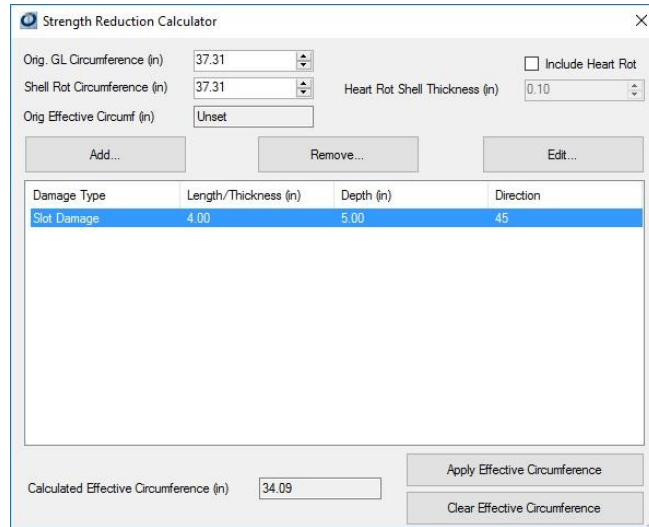 Strength Reduction Calculator
Orig. GL Circumference (in) 37.31 Include Heart Rot
Shell Rot Circumference (in) 37.31 Heart Rot Shell Thickness (in) 0.10
Orig Effective Circumf (in) Unset
Add... Remove... Edit...
Damage Type Length/Thickness (in) Depth (in) Direction
Slot Damage 4.00 5.00 45
Apply Effective Circumference
Calculated Effective Circumference (in) 34.09
Clear Effective Circumference